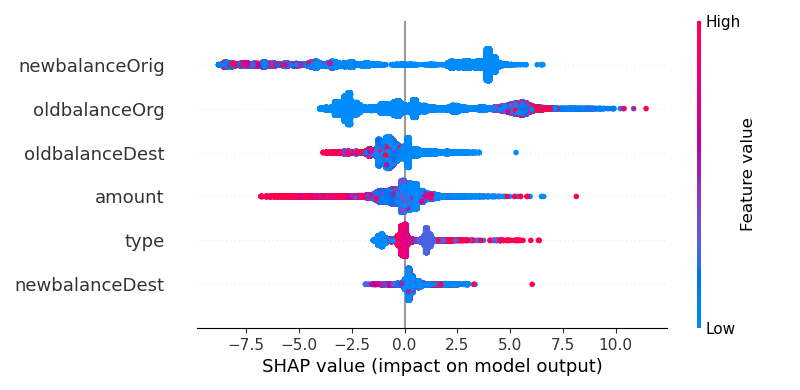 High
newbalanceOrig
oldbalanceOrg
oldbalanceDest
amount
type
newbalanceDest
Feature value
Low
−7.5 −5.0 −2.5 0.0 2.5 5.0 7.5 10.0
SHAP value (impact on model output)